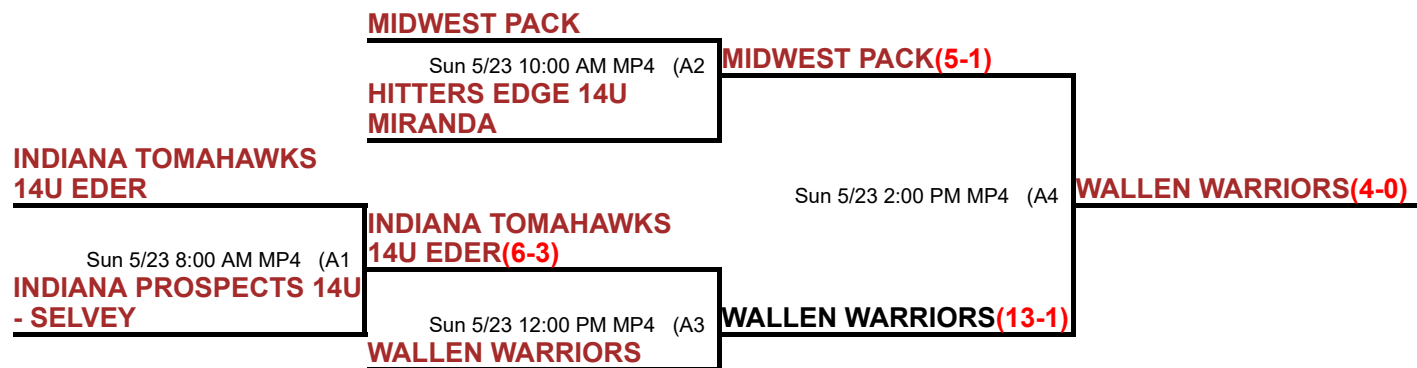 MIDWEST PACK
Sun 5/23 10:00 AM MP4 (A2
MIDWEST PACK(5-1)
HITTERS EDGE 14U
MIRANDA
INDIANA TOMAHAWKS
14U EDER
Sun 5/23 2:00 PM MP4 (A4
WALLEN WARRIORS(4-0)
INDIANA TOMAHAWKS
14U EDER(6-3)
Sun 5/23 8:00 AM MP4 (A1
INDIANA PROSPECTS 14U
- SELVEY
Sun 5/23 12:00 PM MP4 (A3
WALLEN WARRIORS(13-1)
WALLEN WARRIORS